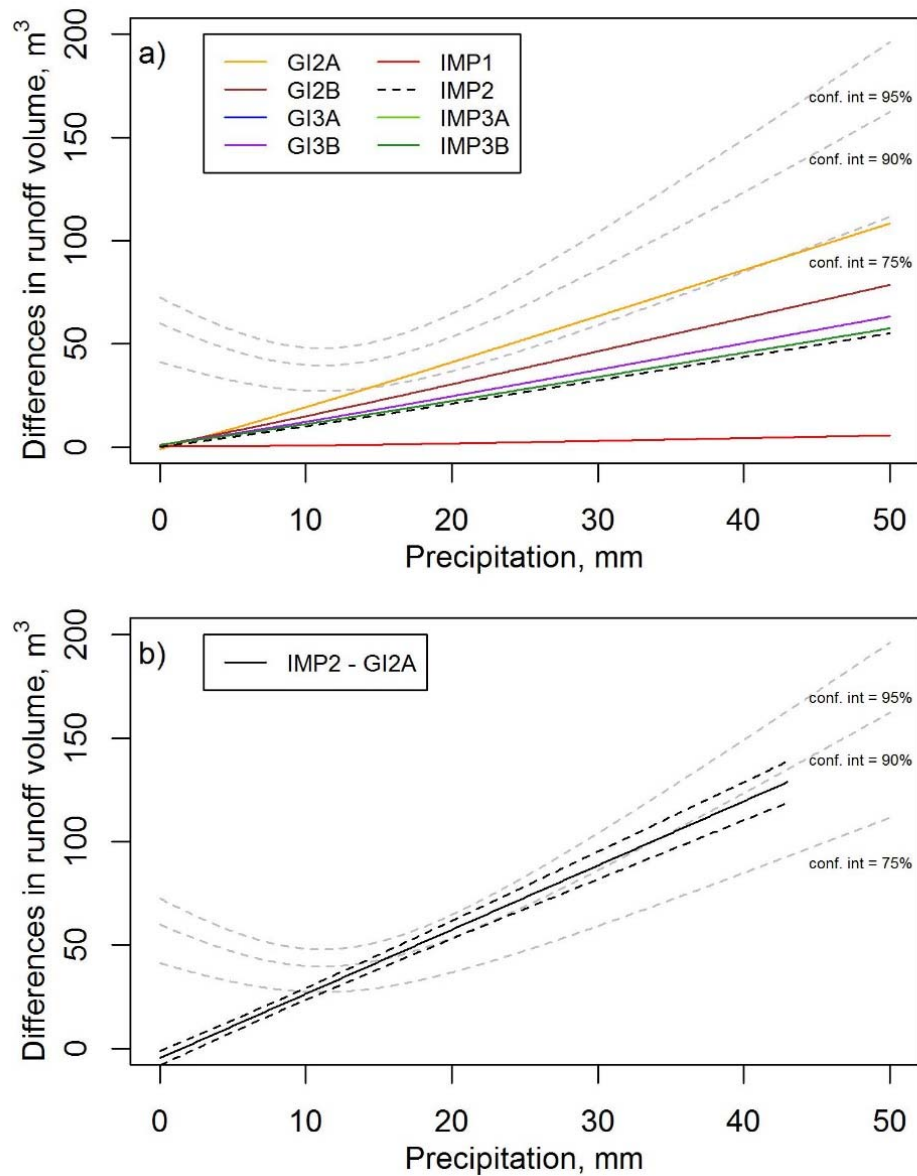 a)
GI2A IMP1
GI2B IMP2
GI3A IMP3A
GI3B IMP3B
conf. int = 95%
conf. int = 90%
conf. int = 75%
Differences in runoff volume, m³
0 50 100 150 200
0 10 20 30 40 50
Precipitation, mm
b)
IMP2 - GI2A
conf. int = 95%
conf. int = 90%
conf. int = 75%
Differences in runoff volume, m³
0 50 100 150 200
0 10 20 30 40 50
Precipitation, mm